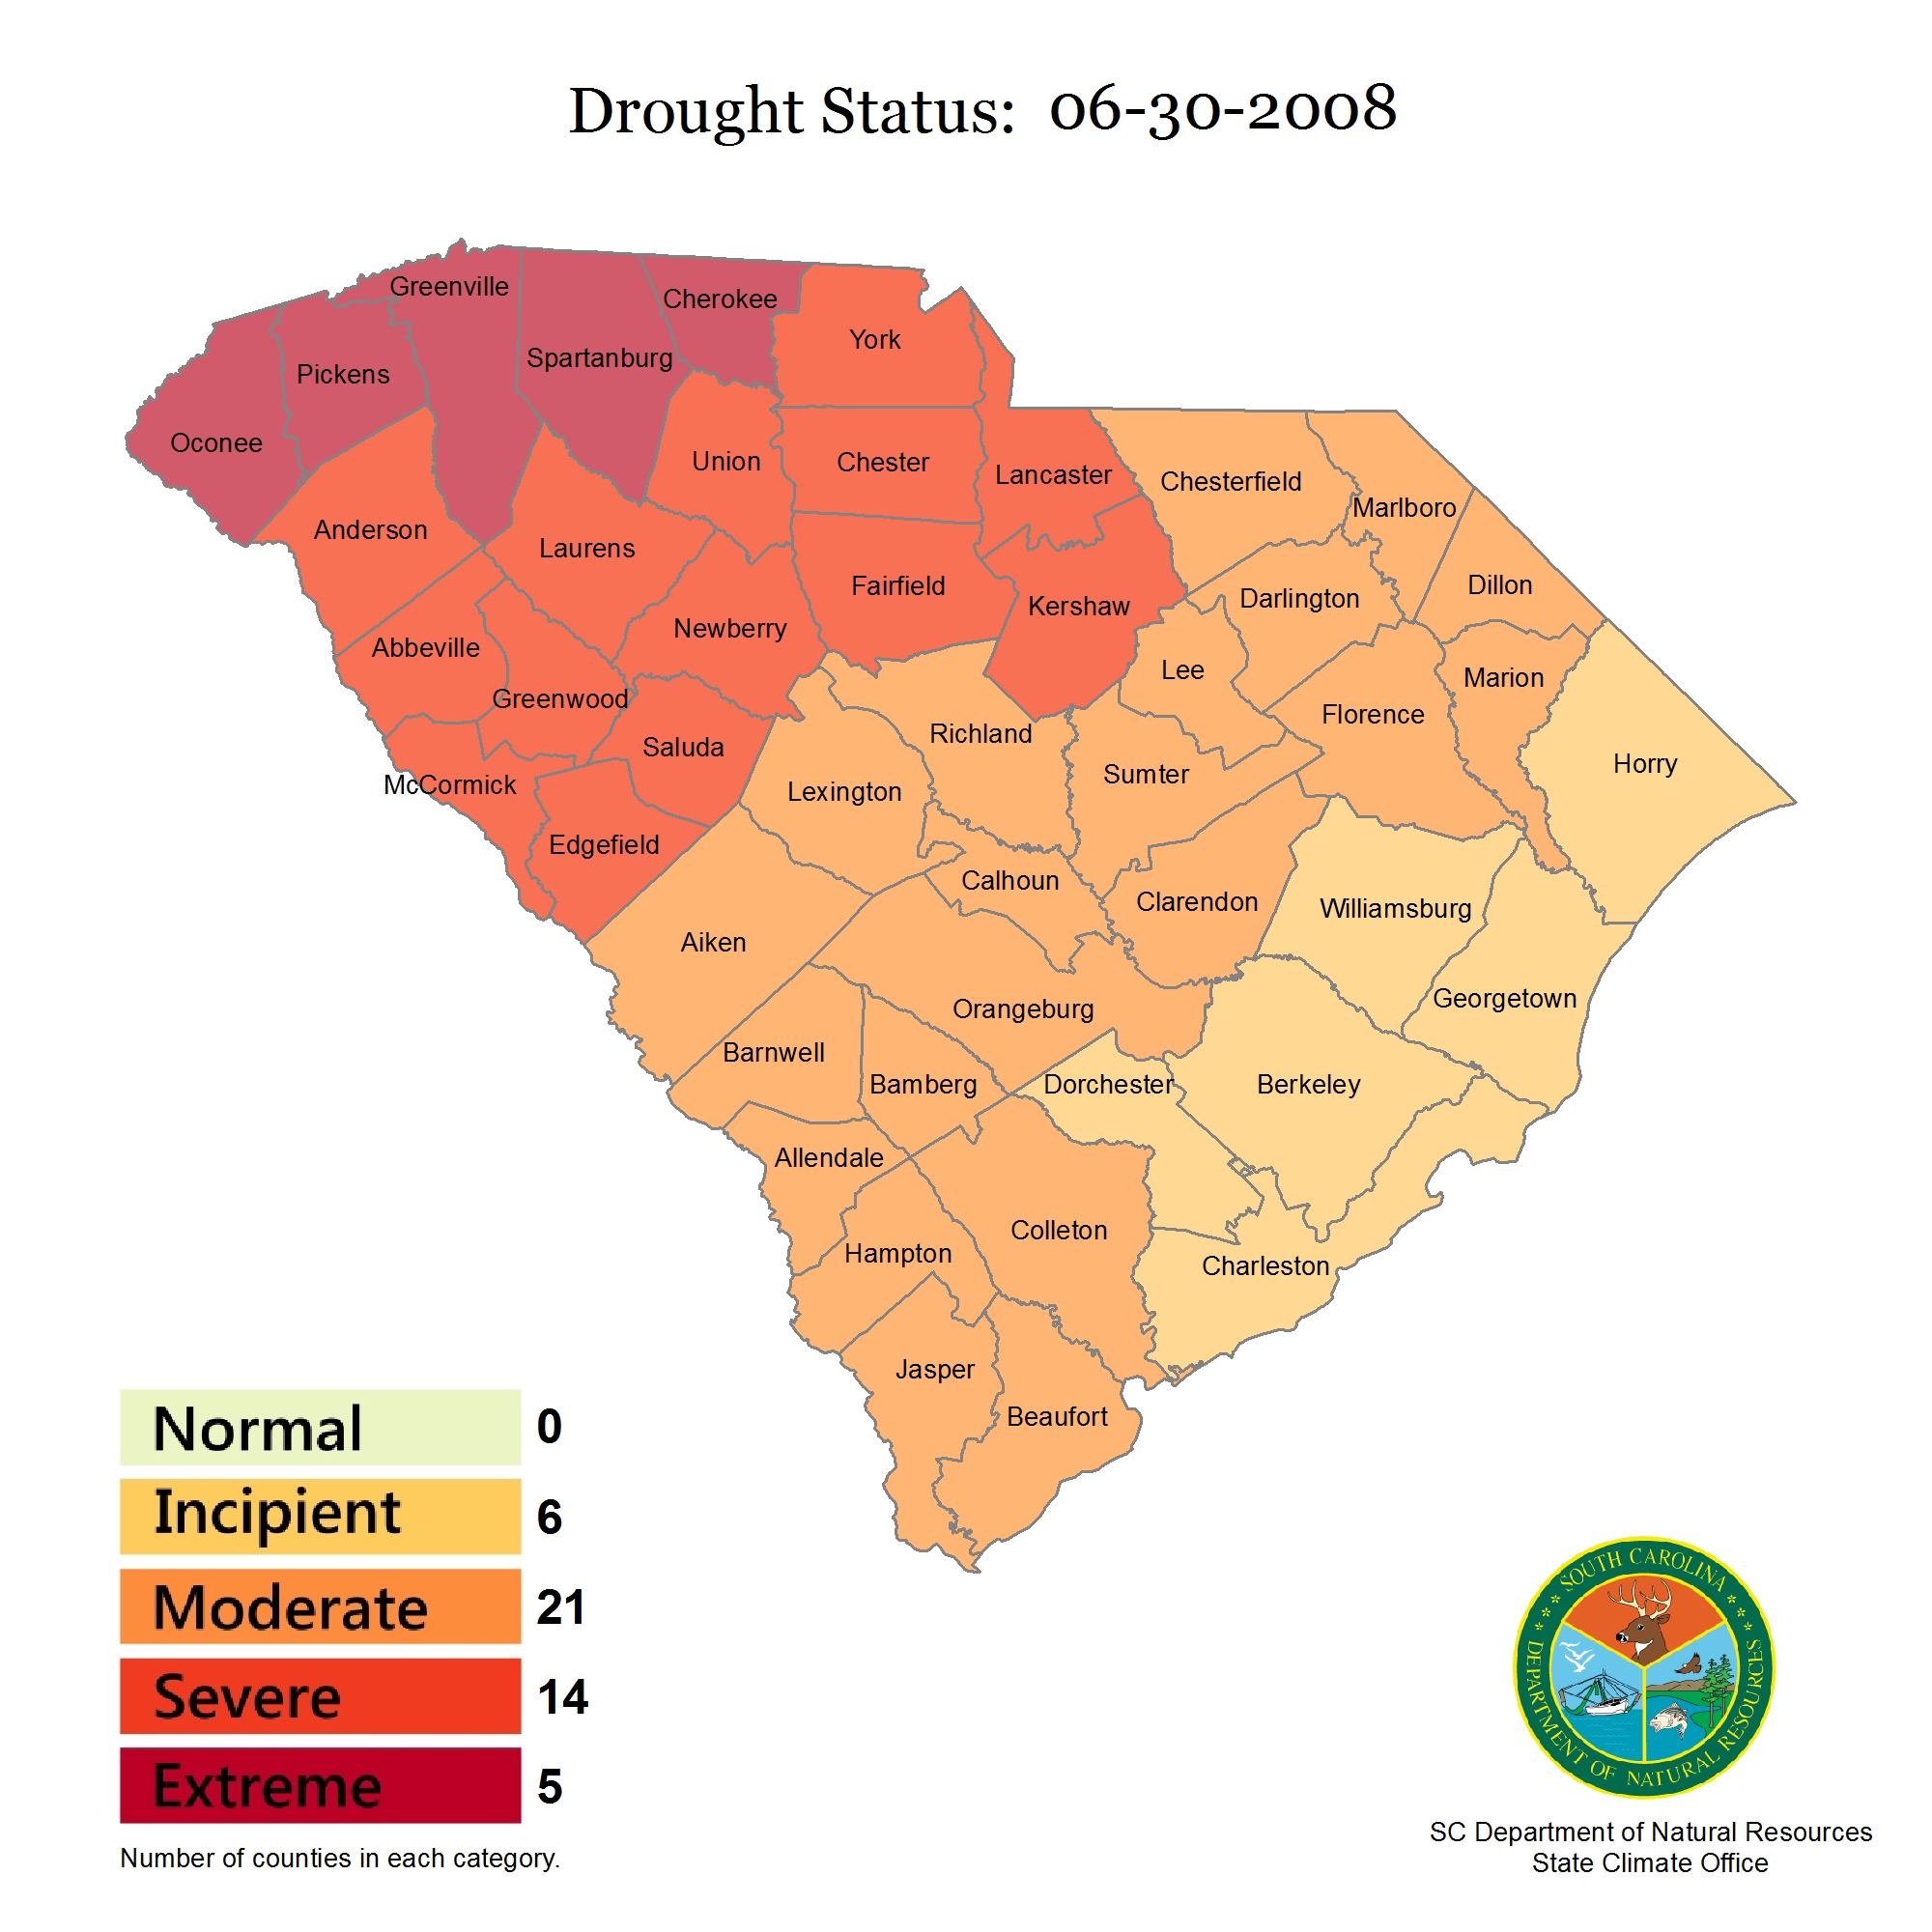 Drought Status: 06-30-2008
Greenville
Cherokee
York
Spartanburg
Pickens
Oconee
Union
Chester
Lancaster
Chesterfield
Marlboro
Anderson
Laurens
Fairfield
Kershaw
Darlington
Dillon
Newberry
Abbeville
Lee
Marion
Greenwood
Florence
Richland
Saluda
Horry
Sumter
McCormick
Lexington
Edgefield
Calhoun
Clarendon
Williamsburg
Aiken
Georgetown
Orangeburg
Barnwell
Bamberg
Dorchester
Berkeley
Allendale
Colleton
Hampton
Charleston
Jasper
Beaufort
Normal 0
Incipient 6
Moderate 21
Severe 14
Extreme 5
Number of counties in each category.
SOUTH CAROLINA
DEPARTMENT OF NATURAL RESOURCES
SC Department of Natural Resources
State Climate Office